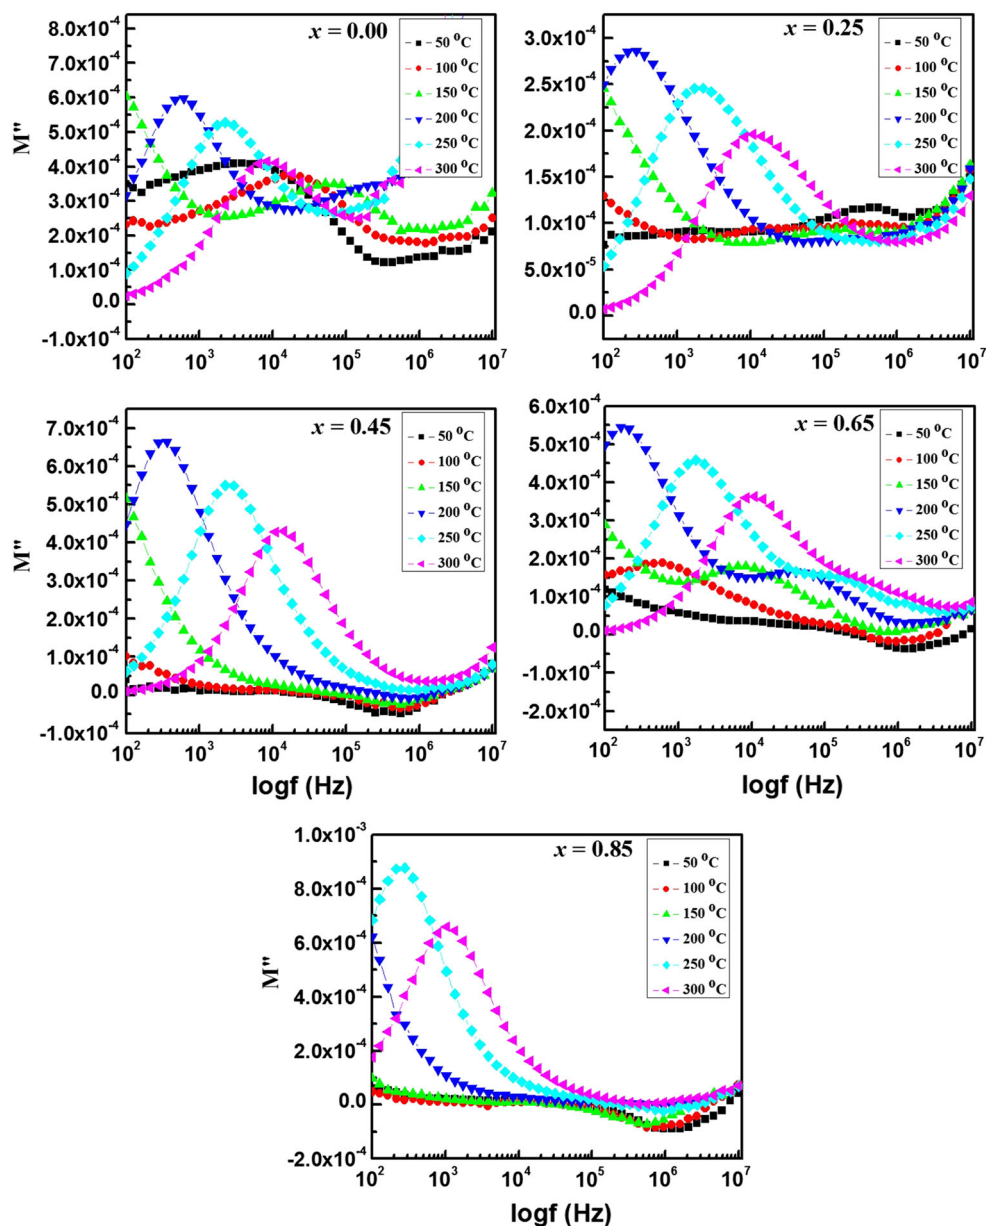 x = 0.00
M"
8.0x10⁻⁴
7.0x10⁻⁴
6.0x10⁻⁴
5.0x10⁻⁴
4.0x10⁻⁴
3.0x10⁻⁴
2.0x10⁻⁴
1.0x10⁻⁴
0.0
-1.0x10⁻⁴
50 ⁰C
100 ⁰C
150 ⁰C
200 ⁰C
250 ⁰C
300 ⁰C
10² 10³ 10⁴ 10⁵ 10⁶ 10⁷
x = 0.25
3.0x10⁻⁴
2.5x10⁻⁴
2.0x10⁻⁴
1.5x10⁻⁴
1.0x10⁻⁴
5.0x10⁻⁵
0.0
50 ⁰C
100 ⁰C
150 ⁰C
200 ⁰C
250 ⁰C
300 ⁰C
10² 10³ 10⁴ 10⁵ 10⁶ 10⁷
x = 0.45
M"
7.0x10⁻⁴
6.0x10⁻⁴
5.0x10⁻⁴
4.0x10⁻⁴
3.0x10⁻⁴
2.0x10⁻⁴
1.0x10⁻⁴
0.0
-1.0x10⁻⁴
50 ⁰C
100 ⁰C
150 ⁰C
200 ⁰C
250 ⁰C
300 ⁰C
10² 10³ 10⁴ 10⁵ 10⁶ 10⁷
logf (Hz)
x = 0.65
6.0x10⁻⁴
5.0x10⁻⁴
4.0x10⁻⁴
3.0x10⁻⁴
2.0x10⁻⁴
1.0x10⁻⁴
0.0
-1.0x10⁻⁴
-2.0x10⁻⁴
50 ⁰C
100 ⁰C
150 ⁰C
200 ⁰C
250 ⁰C
300 ⁰C
10² 10³ 10⁴ 10⁵ 10⁶ 10⁷
logf (Hz)
x = 0.85
M"
1.0x10⁻³
8.0x10⁻⁴
6.0x10⁻⁴
4.0x10⁻⁴
2.0x10⁻⁴
0.0
-2.0x10⁻⁴
50 ⁰C
100 ⁰C
150 ⁰C
200 ⁰C
250 ⁰C
300 ⁰C
10² 10³ 10⁴ 10⁵ 10⁶ 10⁷
logf (Hz)